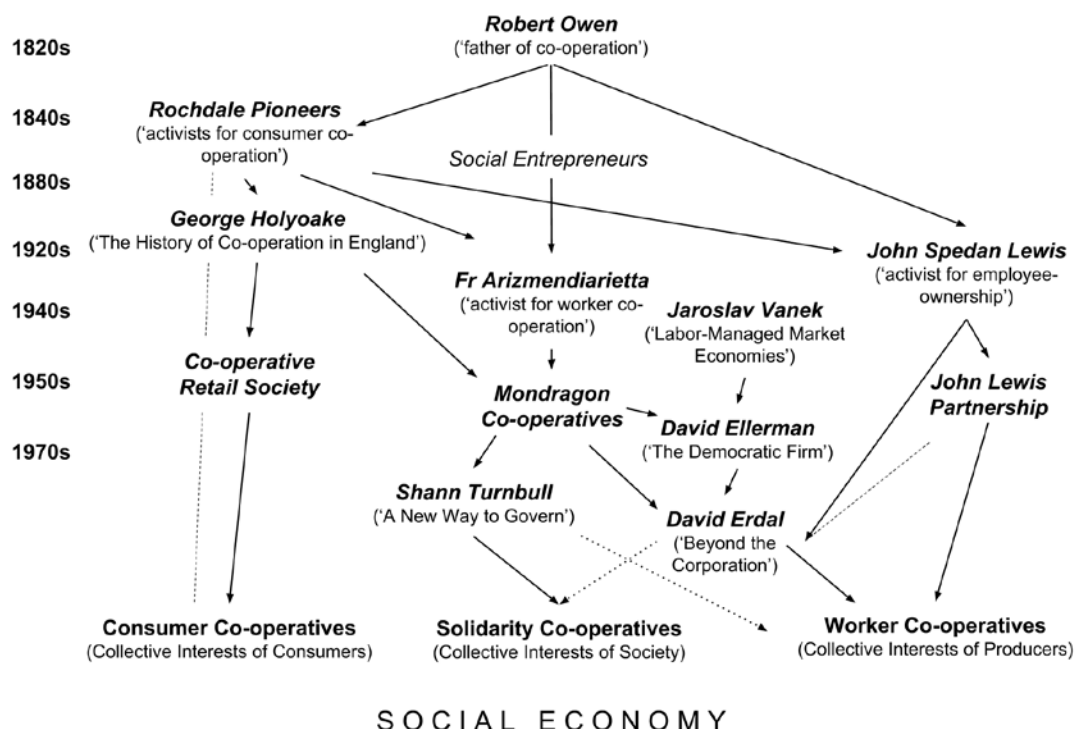 Robert Owen
1820s
('father of co-operation')
1840s
Rochdale Pioneers
('activists for consumer co-
operation')
Social Entrepreneurs
1880s
George Holyoake
('The History of Co-operation in England')
1920s
John Spedan Lewis
('activist for employee-
ownership')
Fr Arizmendiarietta
('activist for worker co-
operation')
1940s
Jaroslav Vanek
('Labor-Managed Market
Economies')
Co-operative
Retail Society
1950s
John Lewis
Partnership
Mondragon
Co-operatives
David Ellerman
('The Democratic Firm')
1970s
Shann Turnbull
('A New Way to Govern')
David Erdal
('Beyond the
Corporation')
Consumer Co-operatives
(Collective Interests of Consumers)
Solidarity Co-operatives
(Collective Interests of Society)
Worker Co-operatives
(Collective Interests of Producers)
SOCIAL ECONOMY